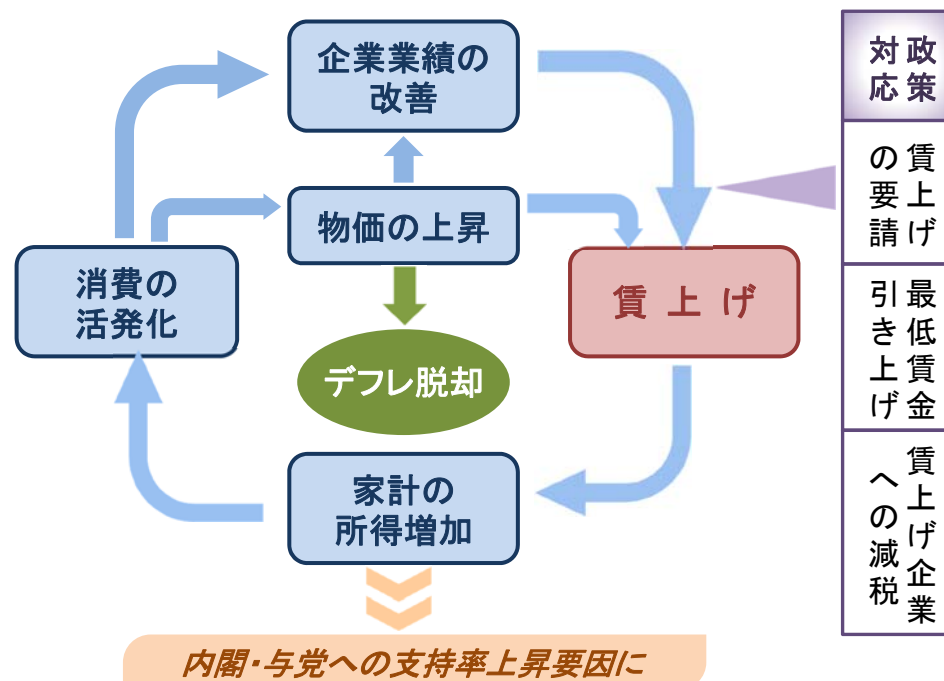 企業業績の
改善
物価の上昇
消費の
活発化
賃上げ
デフレ脱却
家計の
所得増加
内閣・与党への支持率上昇要因に
政策
対応
賃上げ
の要請
最低賃金
引き上げ
賃上げ企業
への減税